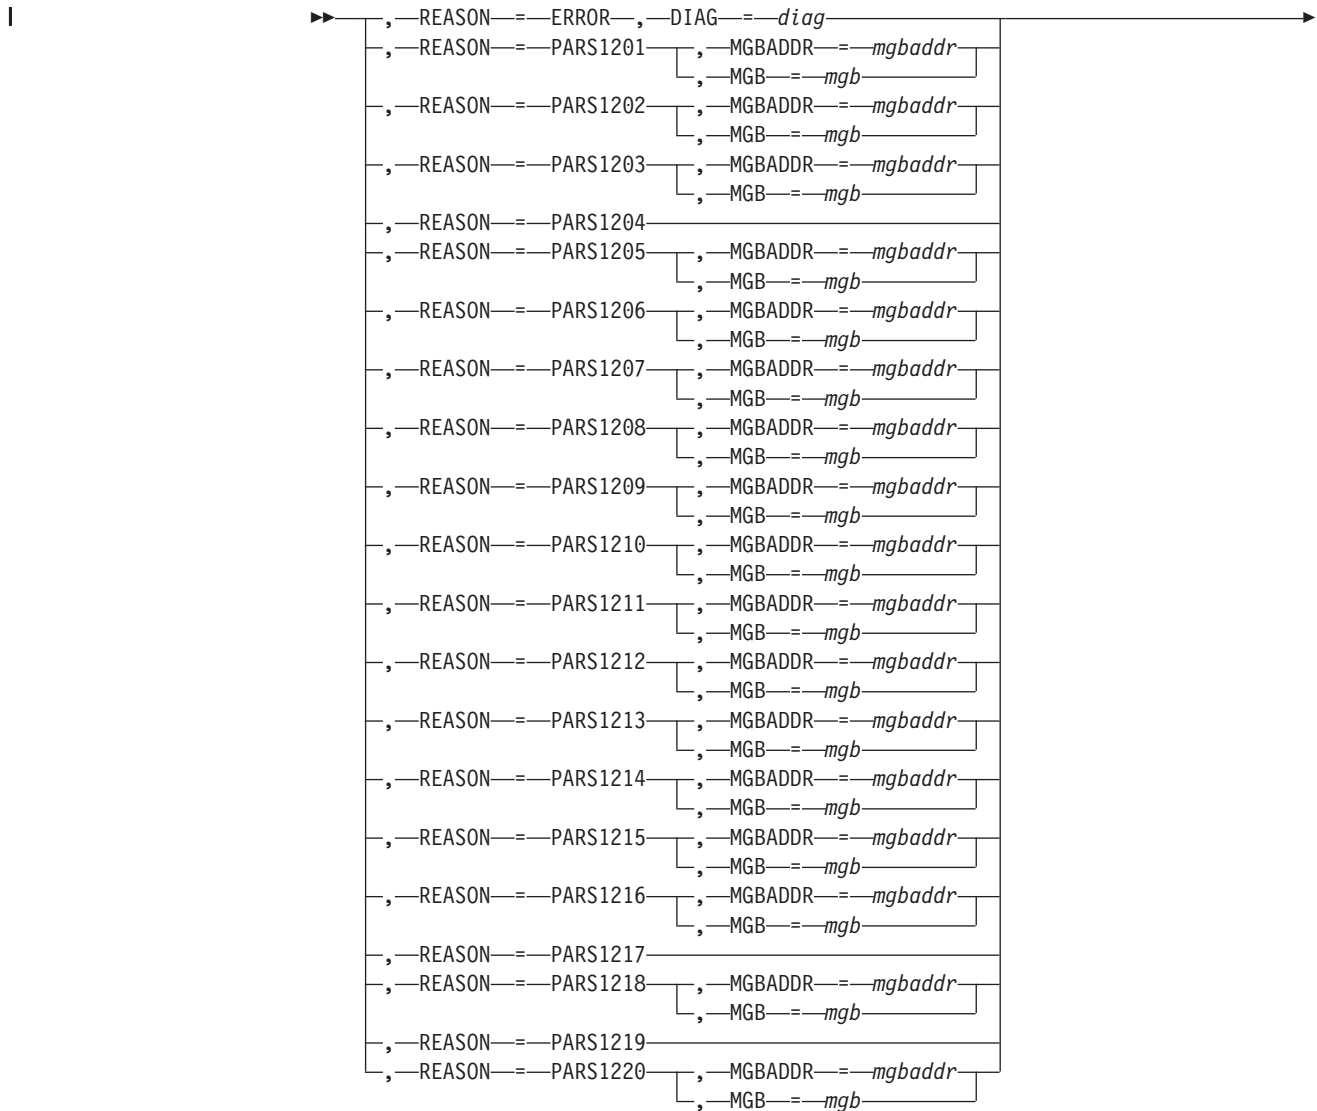 , REASON = ERROR , DIAG = diag
, REASON = PARS1201 , MGBADDR = mgbaddr
, MGB = mgb
, REASON = PARS1202 , MGBADDR = mgbaddr
, MGB = mgb
, REASON = PARS1203 , MGBADDR = mgbaddr
, MGB = mgb
, REASON = PARS1204
, REASON = PARS1205 , MGBADDR = mgbaddr
, MGB = mgb
, REASON = PARS1206 , MGBADDR = mgbaddr
, MGB = mgb
, REASON = PARS1207 , MGBADDR = mgbaddr
, MGB = mgb
, REASON = PARS1208 , MGBADDR = mgbaddr
, MGB = mgb
, REASON = PARS1209 , MGBADDR = mgbaddr
, MGB = mgb
, REASON = PARS1210 , MGBADDR = mgbaddr
, MGB = mgb
, REASON = PARS1211 , MGBADDR = mgbaddr
, MGB = mgb
, REASON = PARS1212 , MGBADDR = mgbaddr
, MGB = mgb
, REASON = PARS1213 , MGBADDR = mgbaddr
, MGB = mgb
, REASON = PARS1214 , MGBADDR = mgbaddr
, MGB = mgb
, REASON = PARS1215 , MGBADDR = mgbaddr
, MGB = mgb
, REASON = PARS1216 , MGBADDR = mgbaddr
, MGB = mgb
, REASON = PARS1217
, REASON = PARS1218 , MGBADDR = mgbaddr
, MGB = mgb
, REASON = PARS1219
, REASON = PARS1220 , MGBADDR = mgbaddr
, MGB = mgb